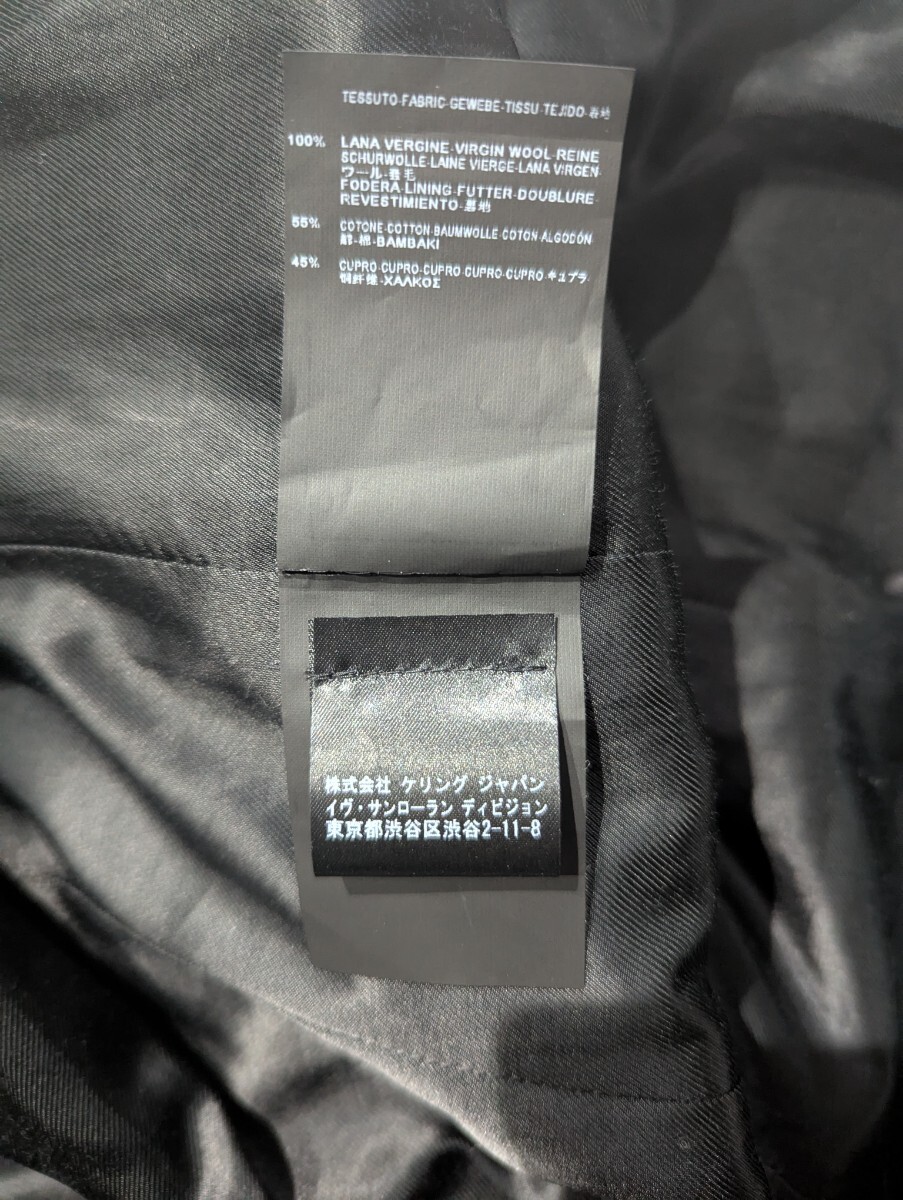 TESSUTO-FABRIC-GEWEBE-TISSU-TEJIDO-表地
100% LANA VERGINE-VIRGIN WOOL-REINE
SCHURWOLLE-LAINE VIERGE-LANA VIRGEN-
ウール-養毛
FODERA-LINING-FUTTER-DOUBLURE-
REVESTIMIENTO-裏地
55% COTONE-COTTON-BAUMWOLLE-COTON-ALGODÓN
綿-棉-BAMBAKI
45% CUPRO-CUPRO-CUPRO-CUPRO-CUPRO-キュプラ-
铜纤维-ΧΑΛΚΟΣ
株式会社 ケリング ジャパン
イヴ・サンローラン ディビジョン
東京都渋谷区渋谷2-11-8